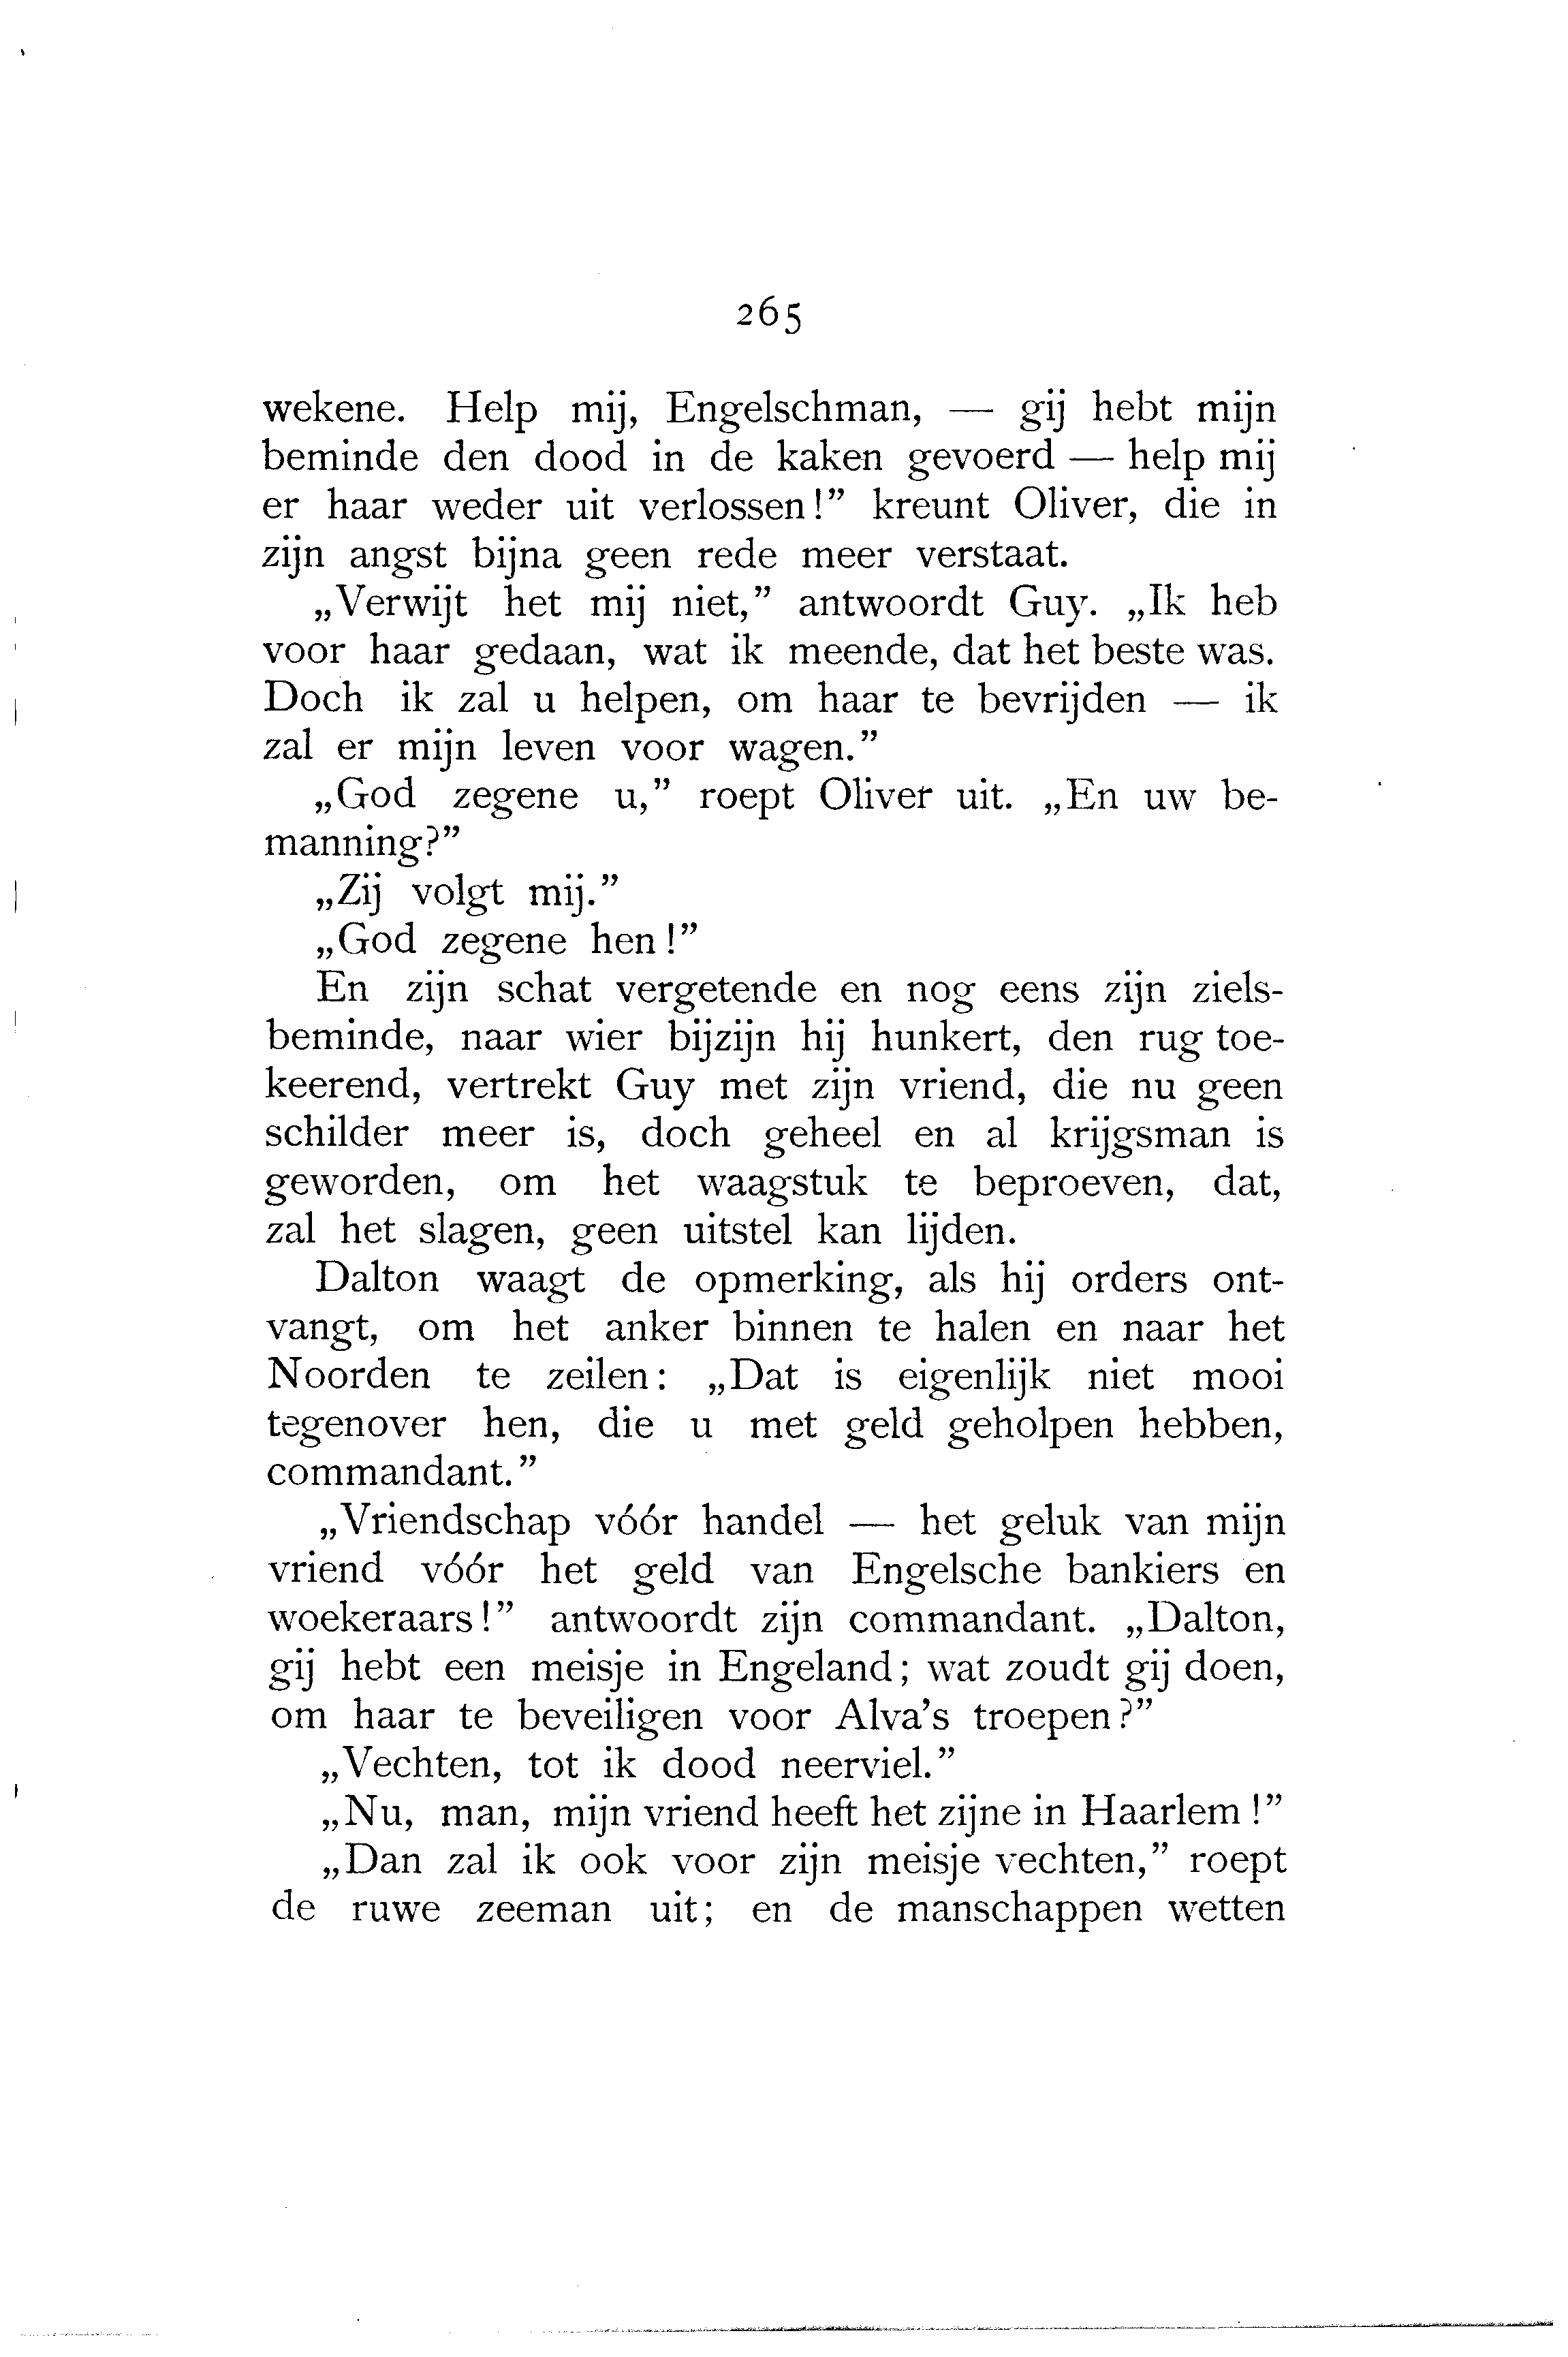 265
wekene. Help mij, Engelschman, — gij hebt mijn
beminde den dood in de kaken gevoerd — help mij
er haar weder uit verlossen!” kreunt Oliver, die in
zijn angst bijna geen rede meer verstaat.
„Verwijt het mij niet,” antwoordt Guy. „Ik heb
voor haar gedaan, wat ik meende, dat het beste was.
Doch ik zal u helpen, om haar te bevrijden — ik
zal er mijn leven voor wagen.”
„God zegene u,” roept Oliver uit. „En uw be-
manning?”
„Zij volgt mij.”
„God zegene hen!”
En zijn schat vergetende en nog eens zijn ziels-
beminde, naar wier bijzijn hij hunkert, den rug toe-
keerend, vertrekt Guy met zijn vriend, die nu geen
schilder meer is, doch geheel en al krijgsman is
geworden, om het waagstuk te beproeven, dat,
zal het slagen, geen uitstel kan lijden.
Dalton waagt de opmerking, als hij orders ont-
vangt, om het anker binnen te halen en naar het
Noorden te zeilen: „Dat is eigenlijk niet mooi
tegenover hen, die u met geld geholpen hebben,
commandant.”
„Vriendschap vóór handel — het geluk van mijn
vriend vóór het geld van Engelsche bankiers en
woekeraars!” antwoordt zijn commandant. „Dalton,
gij hebt een meisje in Engeland; wat zoudt gij doen,
om haar te beveiligen voor Alva’s troepen?”
„Vechten, tot ik dood neerviel.”
„Nu, man, mijn vriend heeft het zijne in Haarlem!”
„Dan zal ik ook voor zijn meisje vechten,” roept
de ruwe zeeman uit; en de manschappen wetten